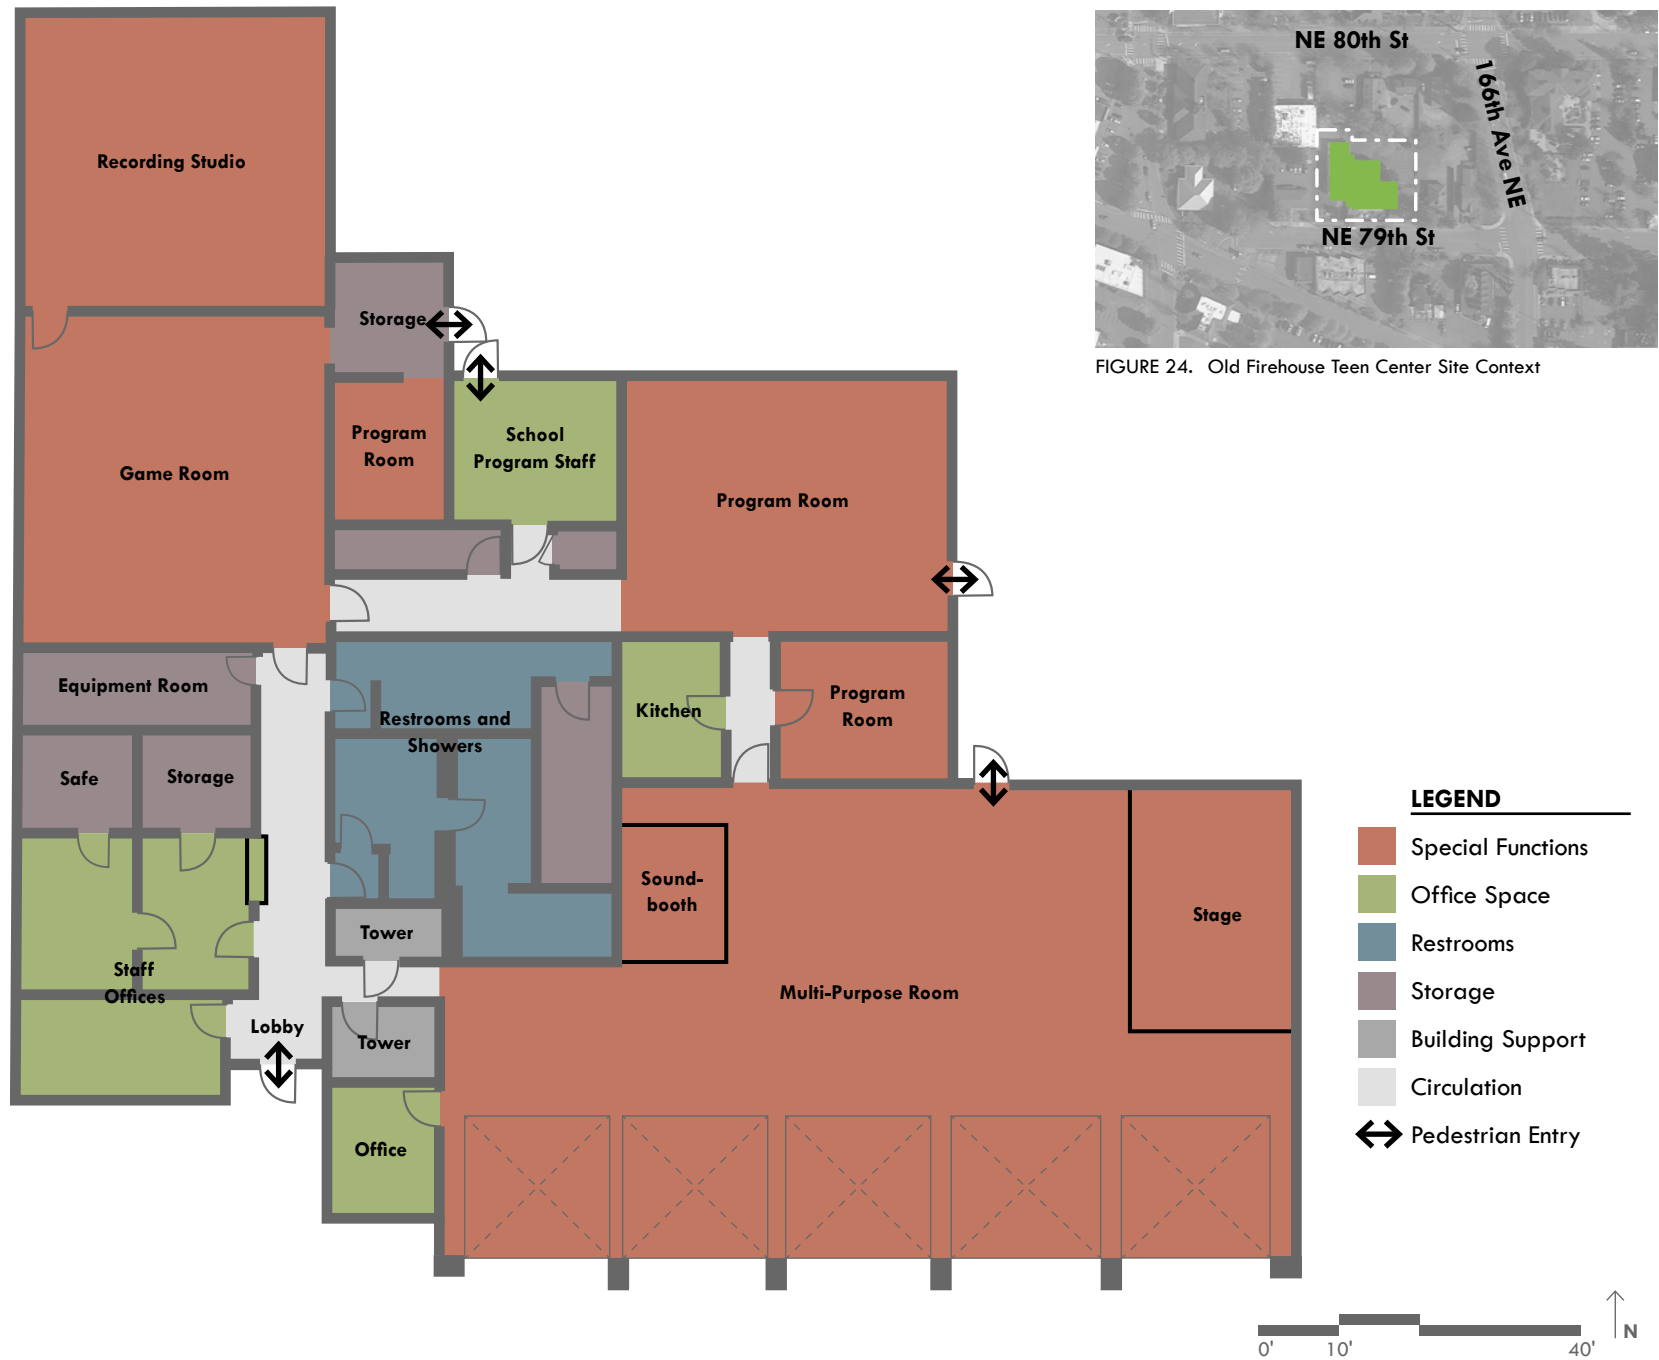 NE 80th St
166th Ave NE
NE 79th St
FIGURE 24. Old Firehouse Teen Center Site Context
Recording Studio
Storage
Game Room
Program
Room
School
Program Staff
Program Room
Equipment Room
Safe
Storage
Restrooms and
Showers
Kitchen
Program
Room
Sound-
booth
Stage
Tower
Staff
Offices
Lobby
Tower
Multi-Purpose Room
Office
LEGEND
Special Functions
Office Space
Restrooms
Storage
Building Support
Circulation
Pedestrian Entry
0' 10' 40'
N